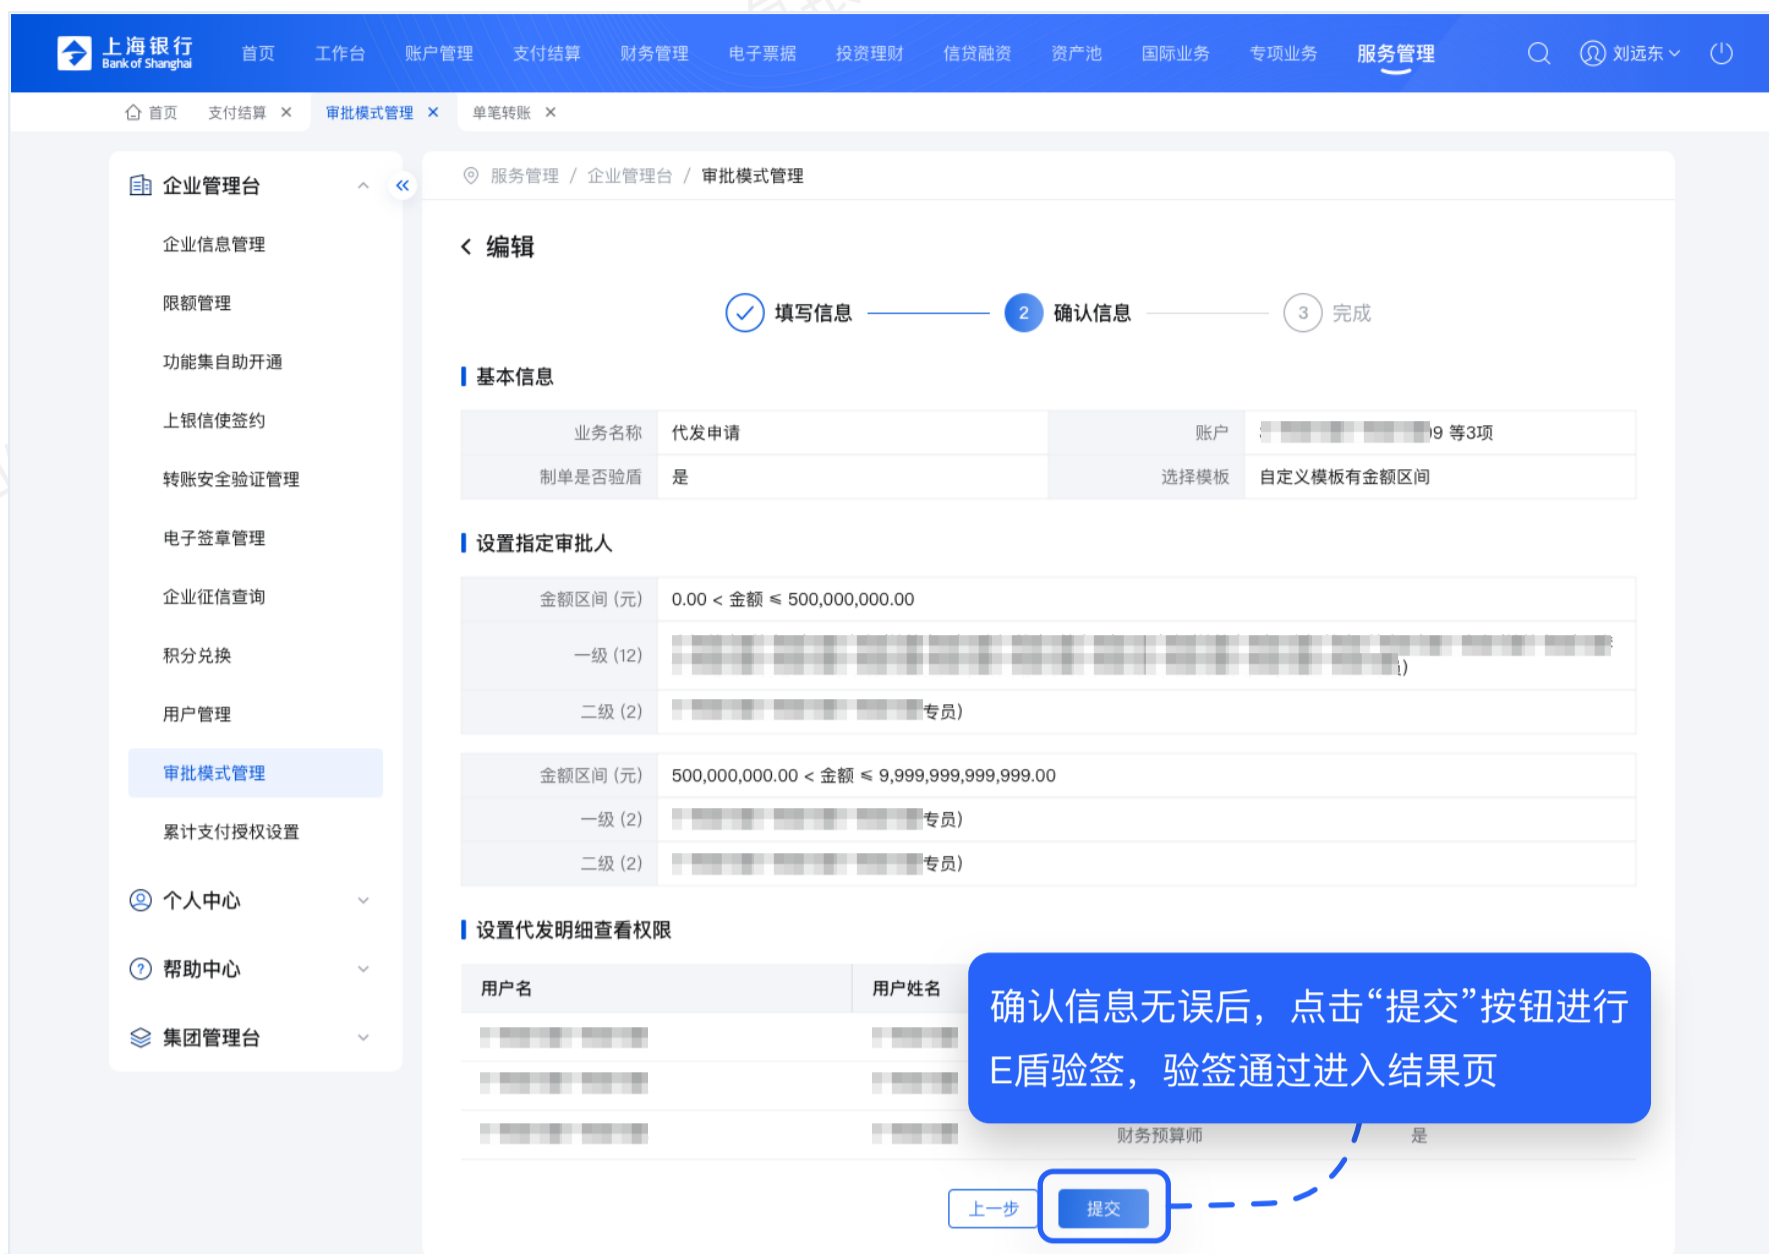 上海银行
Bank of Shanghai
首页 工作台 账户管理 支付结算 财务管理 电子票据 投资理财 信贷融资 资产池 国际业务 专项业务 服务管理 刘远东
首页 支付结算 审批模式管理 单笔转账
企业管理台
企业信息管理
限额管理
功能集自助开通
上银信使签约
转账安全验证管理
电子签章管理
企业征信查询
积分兑换
用户管理
审批模式管理
累计支付授权设置
个人中心
帮助中心
集团管理台
服务管理 / 企业管理台 / 审批模式管理
编辑
填写信息 2 确认信息 3 完成
基本信息
业务名称 代发申请 账户 9 等3项
制单是否验盾 是 选择模板 自定义模板有金额区间
设置指定审批人
金额区间 (元) 0.00 < 金额 ≤ 500,000,000.00
一级 (12) )
二级 (2) 专员)
金额区间 (元) 500,000,000.00 < 金额 ≤ 9,999,999,999,999.00
一级 (2) 专员)
二级 (2) 专员)
设置代发明细查看权限
用户名 用户姓名
确认信息无误后，点击“提交”按钮进行
E盾验签，验签通过进入结果页
财务预算师 是
上一步 提交